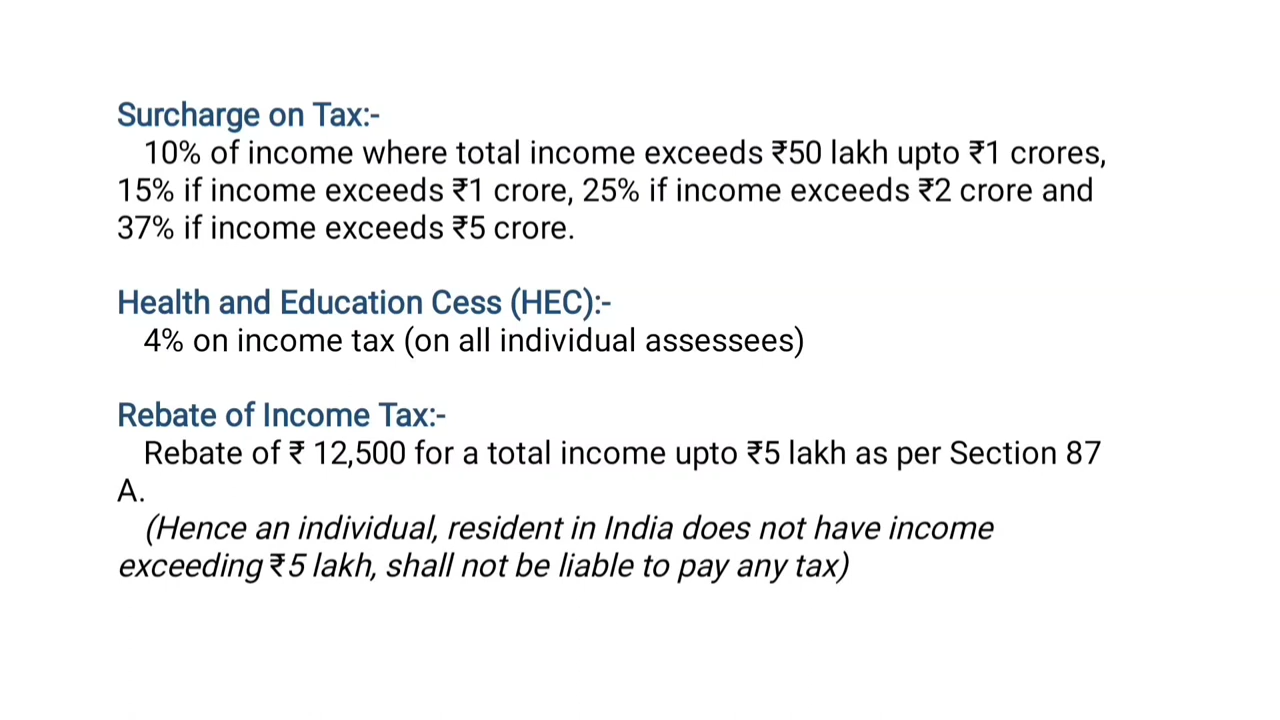 Surcharge on Tax:-
10% of income where total income exceeds ₹50 lakh upto ₹1 crores,
15% if income exceeds ₹1 crore, 25% if income exceeds ₹2 crore and
37% if income exceeds ₹5 crore.
Health and Education Cess (HEC):-
4% on income tax (on all individual assessees)
Rebate of Income Tax:-
Rebate of ₹ 12,500 for a total income upto ₹5 lakh as per Section 87
A.
(Hence an individual, resident in India does not have income
exceeding ₹5 lakh, shall not be liable to pay any tax)